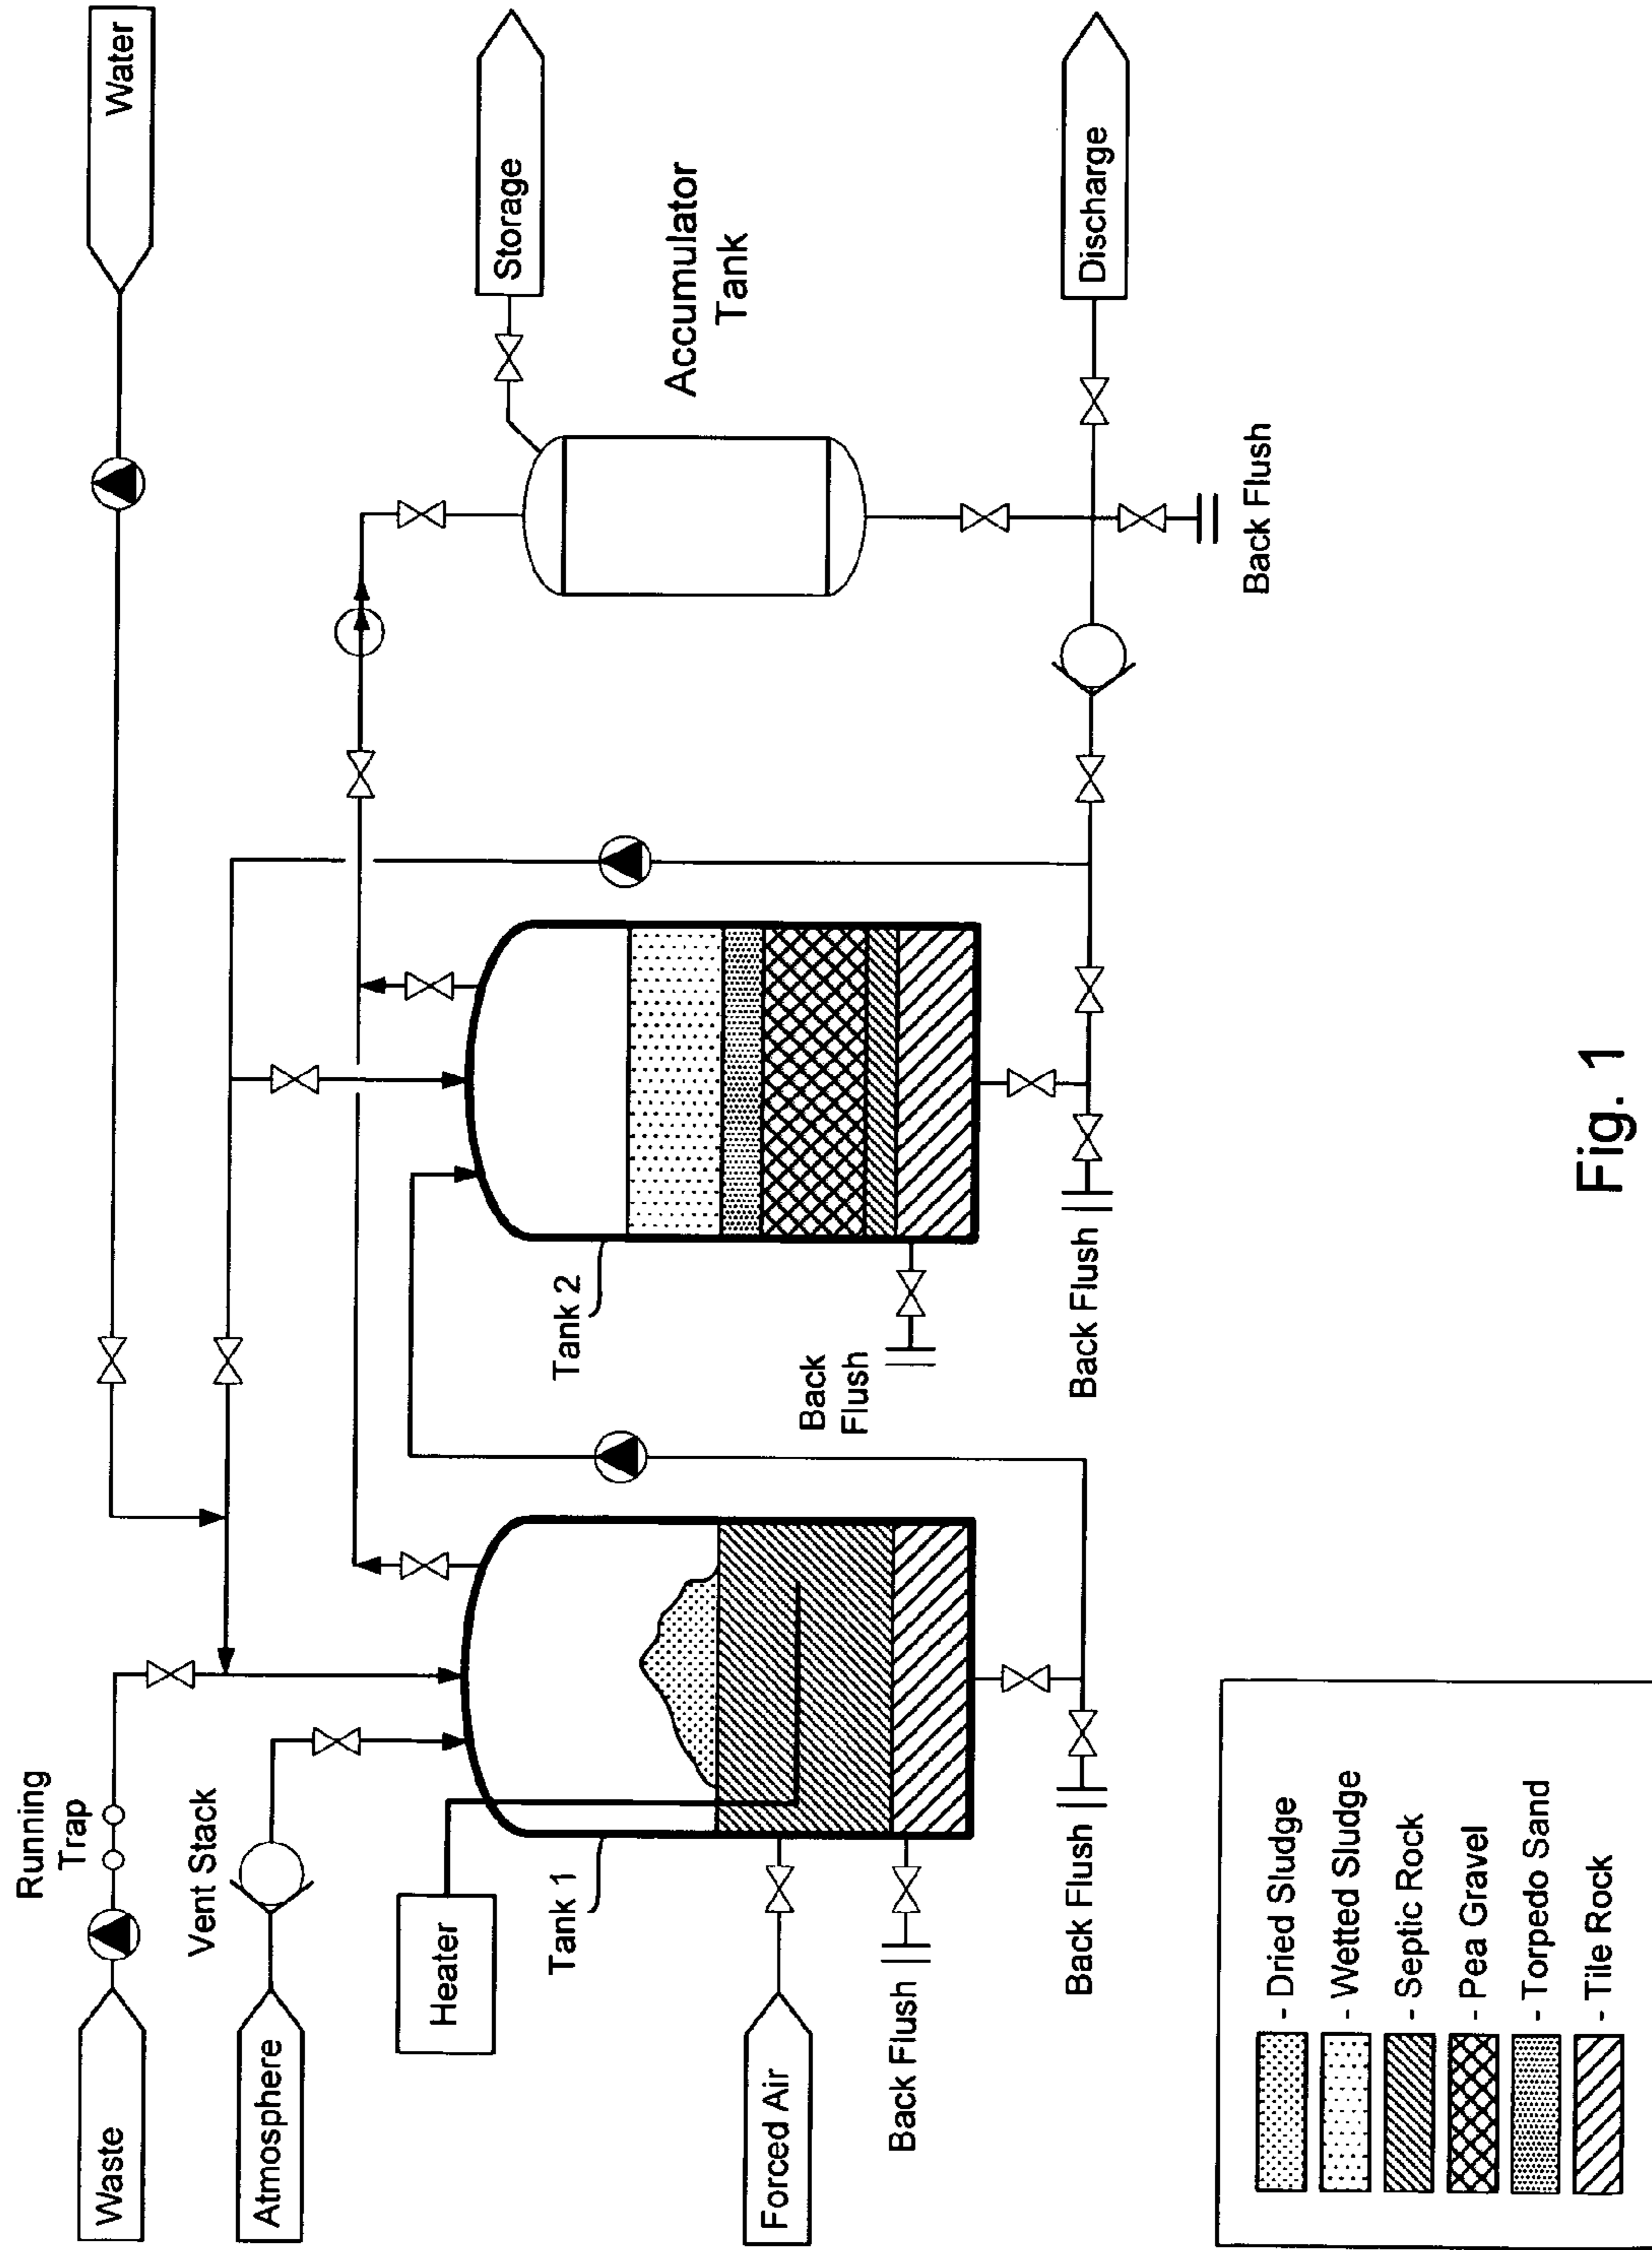 Waste
Running
Trap
Water
Atmosphere
Vent Stack
Heater
Storage
Tank 1
Tank 2
Accumulator
Tank
Forced Air
Back
Flush
Back Flush
Back Flush
Back Flush
Discharge
Back Flush
- Dried Sludge
- Wetted Sludge
- Septic Rock
- Pea Gravel
- Torpedo Sand
- Tile Rock
Fig. 1